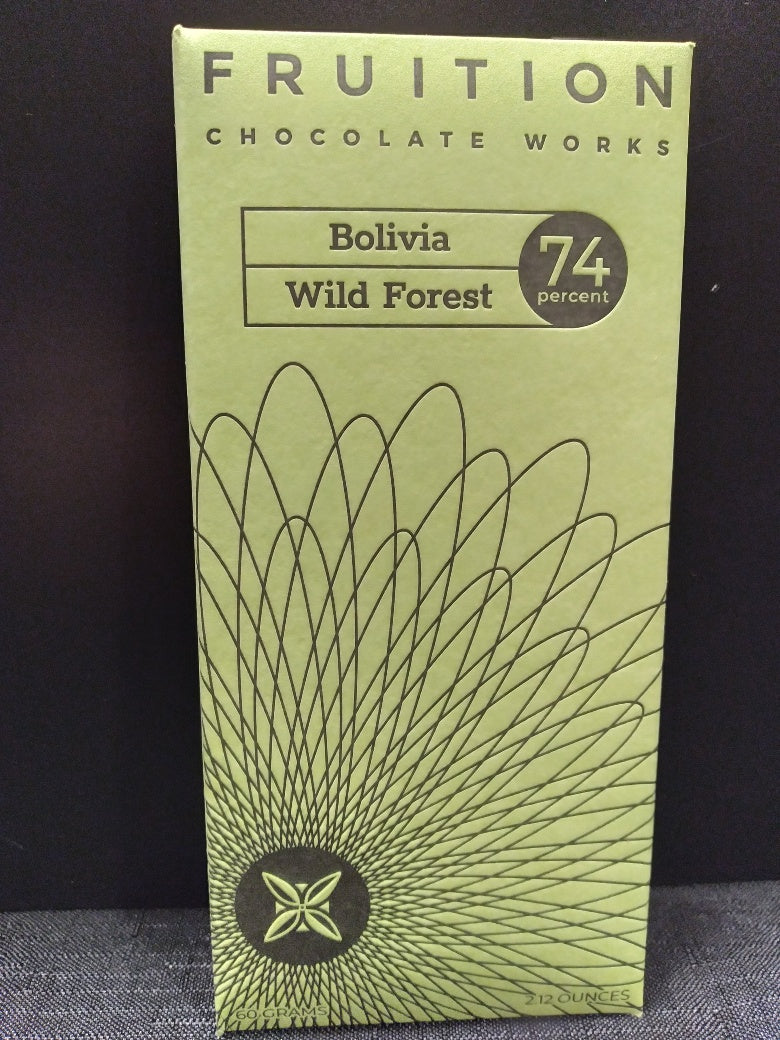 FRUITION
CHOCOLATE WORKS
Bolivia
Wild Forest
74
percent
60 GRAMS
2.12 OUNCES